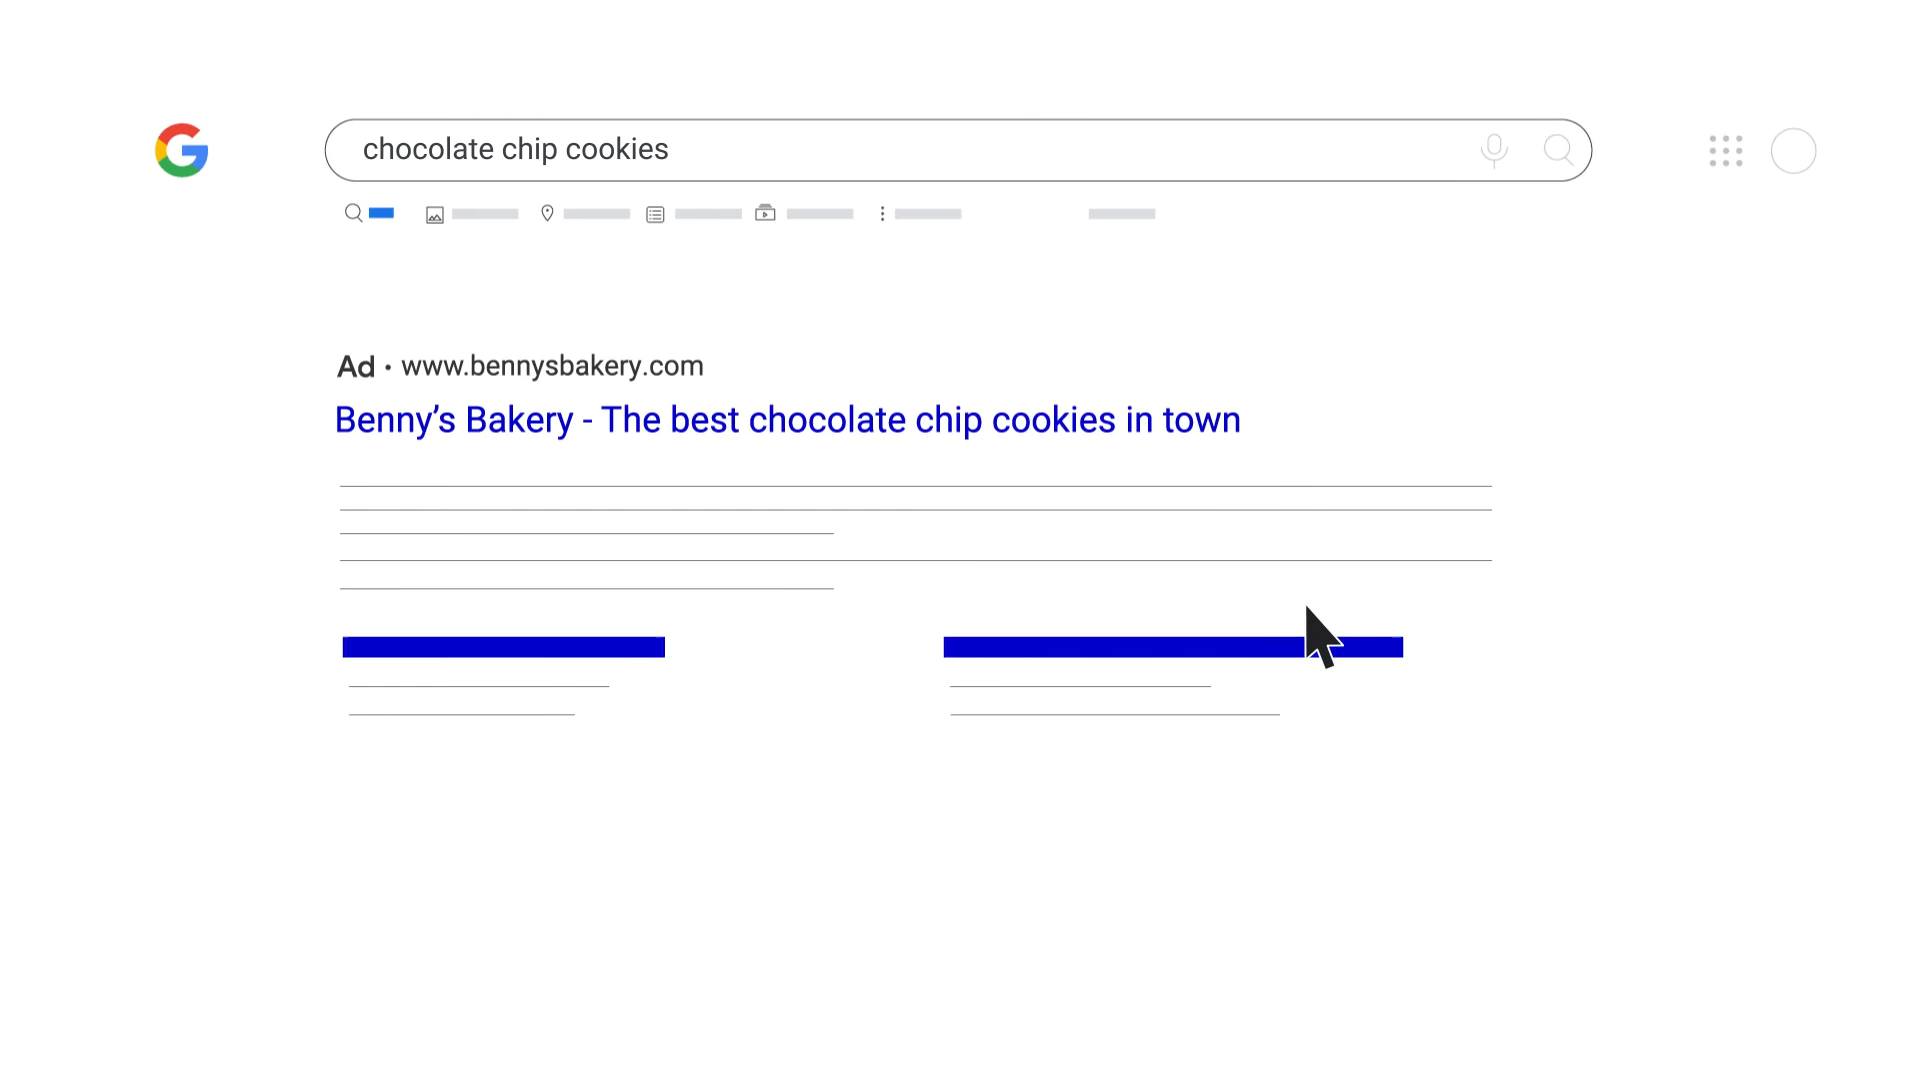 chocolate chip cookies
Ad · www.bennysbakery.com
Benny’s Bakery - The best chocolate chip cookies in town